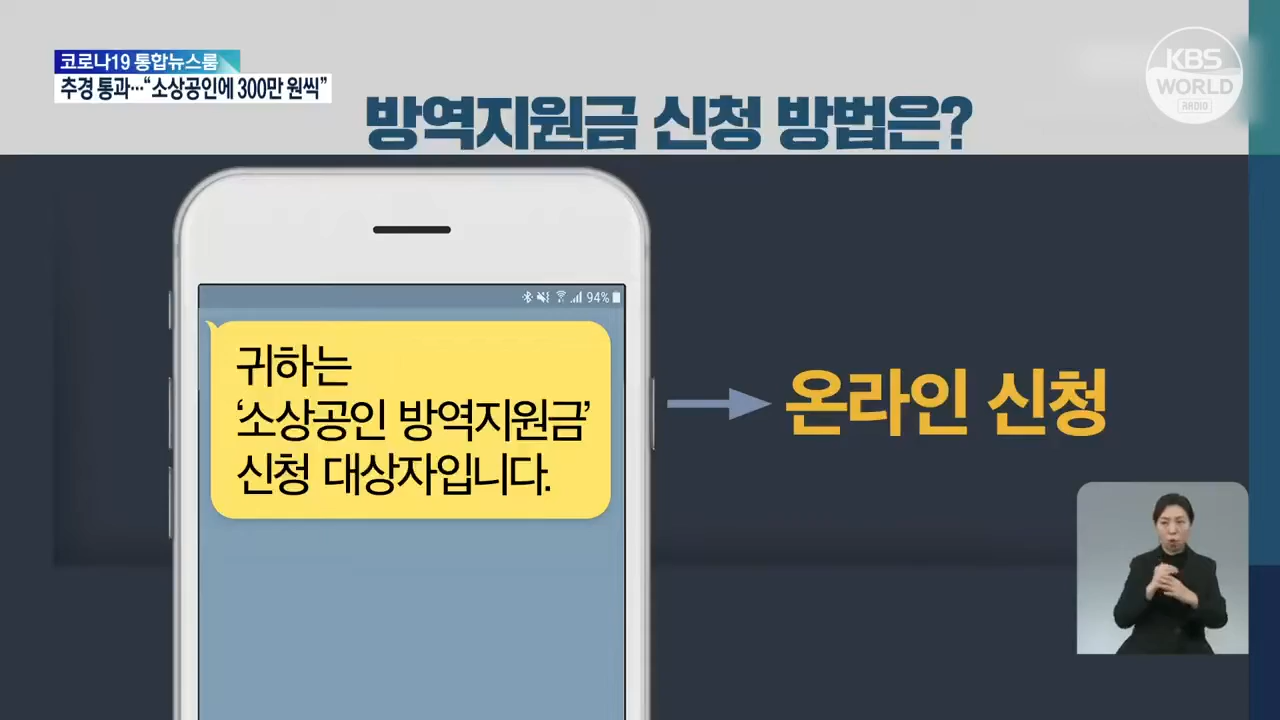 코로나19 통합뉴스룸
추경 통과…“소상공인에 300만 원씩”
KBS
WORLD
RADIO
방역지원금 신청 방법은?
94%
귀하는
‘소상공인 방역지원금’
신청 대상자입니다.
온라인 신청